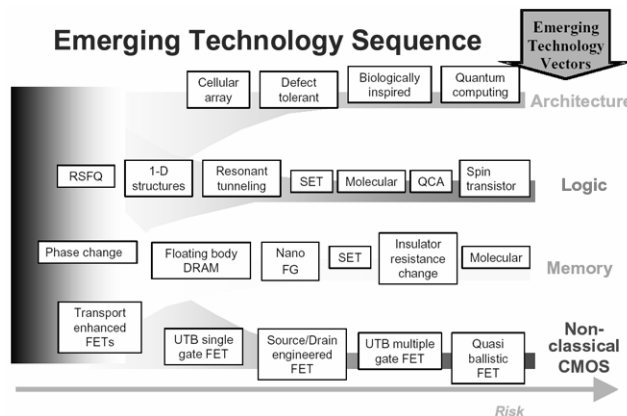 Emerging Technology Sequence
Emerging
Technology
Vectors
Cellular
array
Defect
tolerant
Biologically
inspired
Quantum
computing
Architecture
RSFQ
1-D
structures
Resonant
tunneling
SET
Molecular
QCA
Spin
transistor
Logic
Phase change
Floating body
DRAM
Nano
FG
SET
Insulator
resistance
change
Molecular
Memory
Transport
enhanced
FETs
UTB single
gate FET
Source/Drain
engineered
FET
UTB multiple
gate FET
Quasi
ballistic
FET
Non-
classical
CMOS
Risk